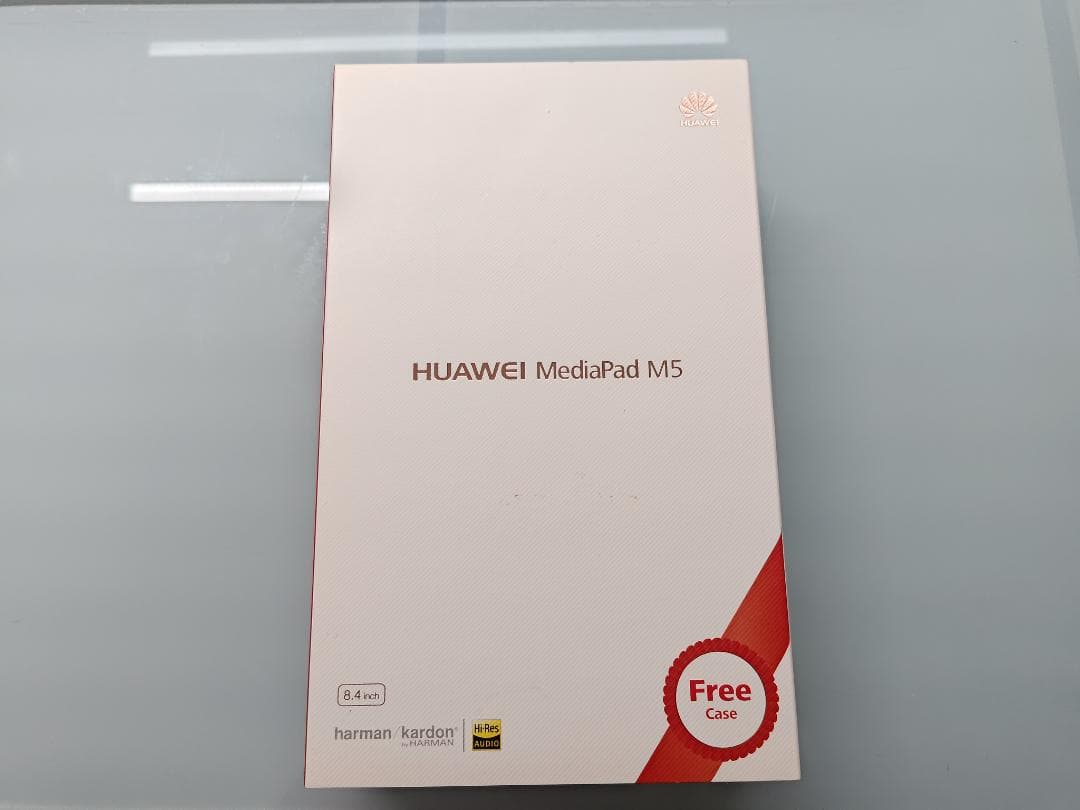 HUAWEI
HUAWEI MediaPad M5
8.4 inch
harman/kardon®
by HARMAN
Hi-Res
AUDIO
Free
Case